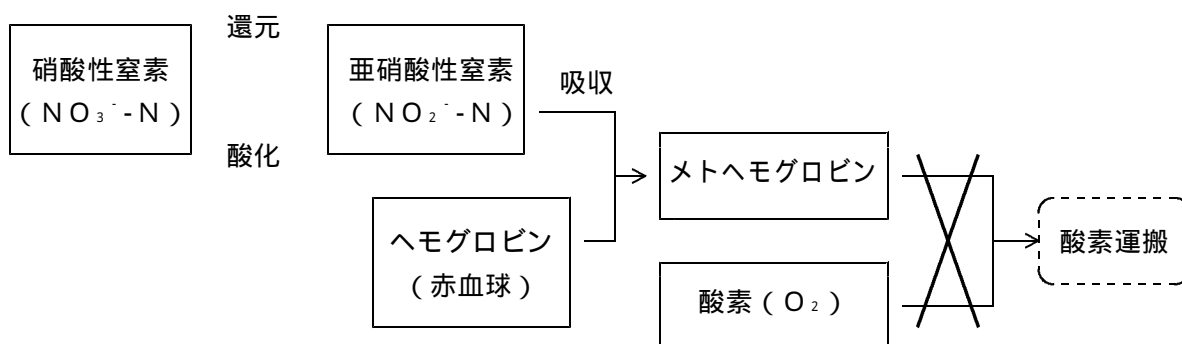 還元
硝酸性窒素
（ＮＯ₃⁻-Ｎ）
亜硝酸性窒素
（ＮＯ₂⁻-Ｎ）
酸化
吸収
ヘモグロビン
（赤血球）
メトヘモグロビン
酸素（Ｏ₂）
酸素運搬